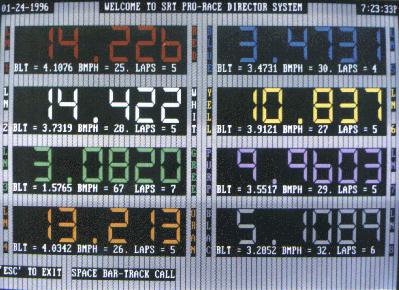 01-24-1996 WELCOME TO SRT PRO-RACE DIRECTOR SYSTEM 7:23:33P
14.226 3.4731
BLT = 4.1076 BMPH = 25. LAPS = 5 BLT = 3.4731 BMPH = 30. LAPS = 4
14.422 10.837
BLT = 3.7319 BMPH = 28. LAPS = 5 BLT = 3.9121 BMPH = 27 LAPS = 5
3.0820 9.9603
BLT = 1.5765 BMPH = 67 LAPS = 7 BLT = 3.5517 BMPH = 29. LAPS = 5
13.213 5.1089
BLT = 4.0342 BMPH = 26. LAPS = 5 BLT = 3.2052 BMPH = 32. LAPS = 6
'ESC' TO EXIT SPACE BAR-TRACK CALL